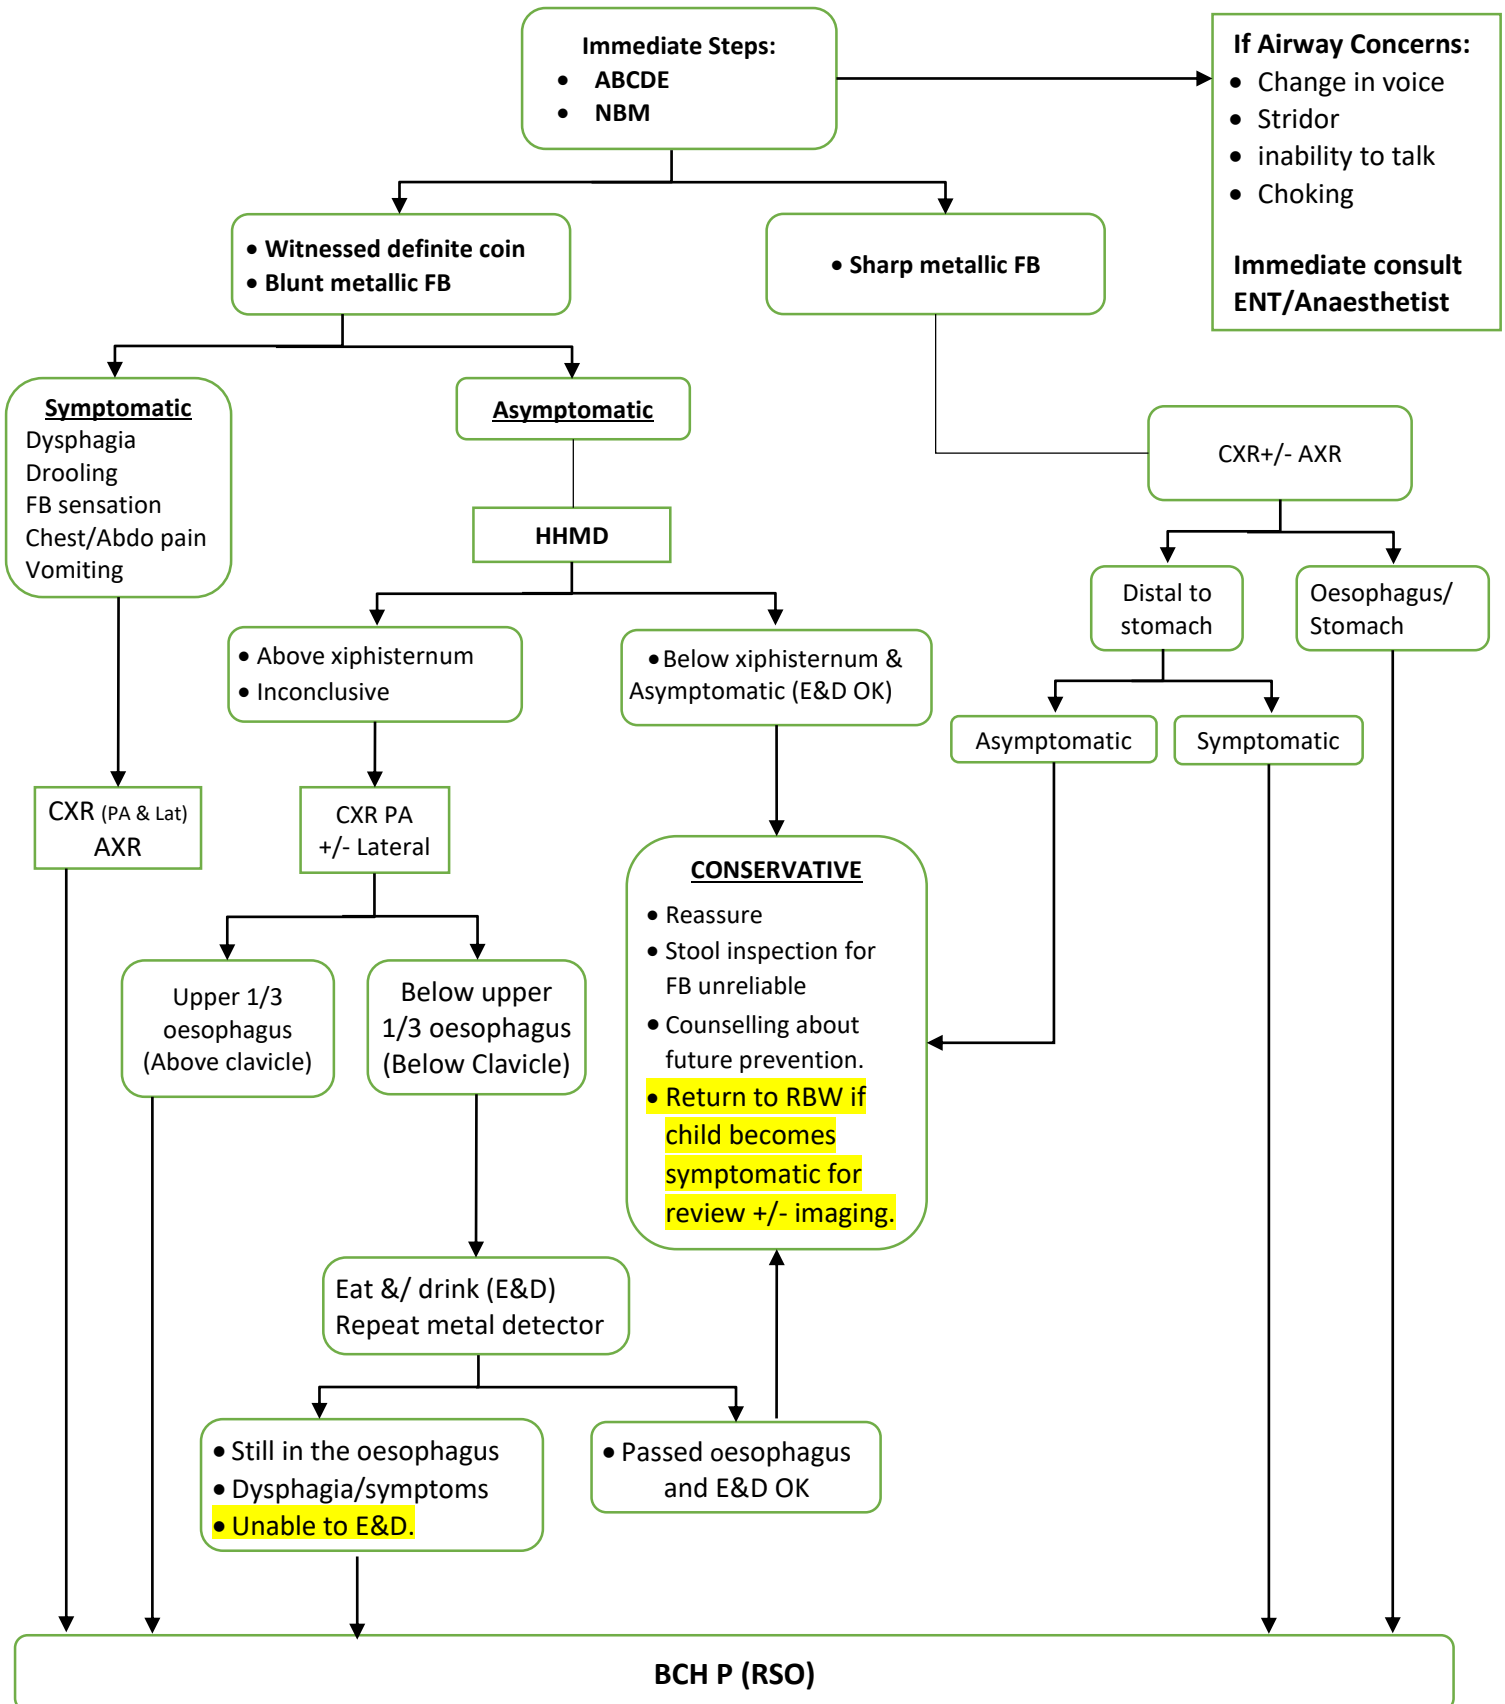 Immediate Steps:
• ABCDE
• NBM
If Airway Concerns:
• Change in voice
• Stridor
• inability to talk
• Choking
Immediate consult
ENT/Anaesthetist
• Witnessed definite coin
• Blunt metallic FB
• Sharp metallic FB
Symptomatic
Dysphagia
Drooling
FB sensation
Chest/Abdo pain
Vomiting
Asymptomatic
CXR+/- AXR
HHMD
Distal to
stomach
Oesophagus/
Stomach
• Above xiphisternum
• Inconclusive
• Below xiphisternum &
Asymptomatic (E&D OK)
Asymptomatic
Symptomatic
CXR (PA & Lat)
AXR
CXR PA
+/- Lateral
CONSERVATIVE
• Reassure
• Stool inspection for
FB unreliable
• Counselling about
future prevention.
• Return to RBW if
child becomes
symptomatic for
review +/- imaging.
Upper 1/3
oesophagus
(Above clavicle)
Below upper
1/3 oesophagus
(Below Clavicle)
Eat &/ drink (E&D)
Repeat metal detector
• Still in the oesophagus
• Dysphagia/symptoms
• Unable to E&D.
• Passed oesophagus
and E&D OK
BCH P (RSO)